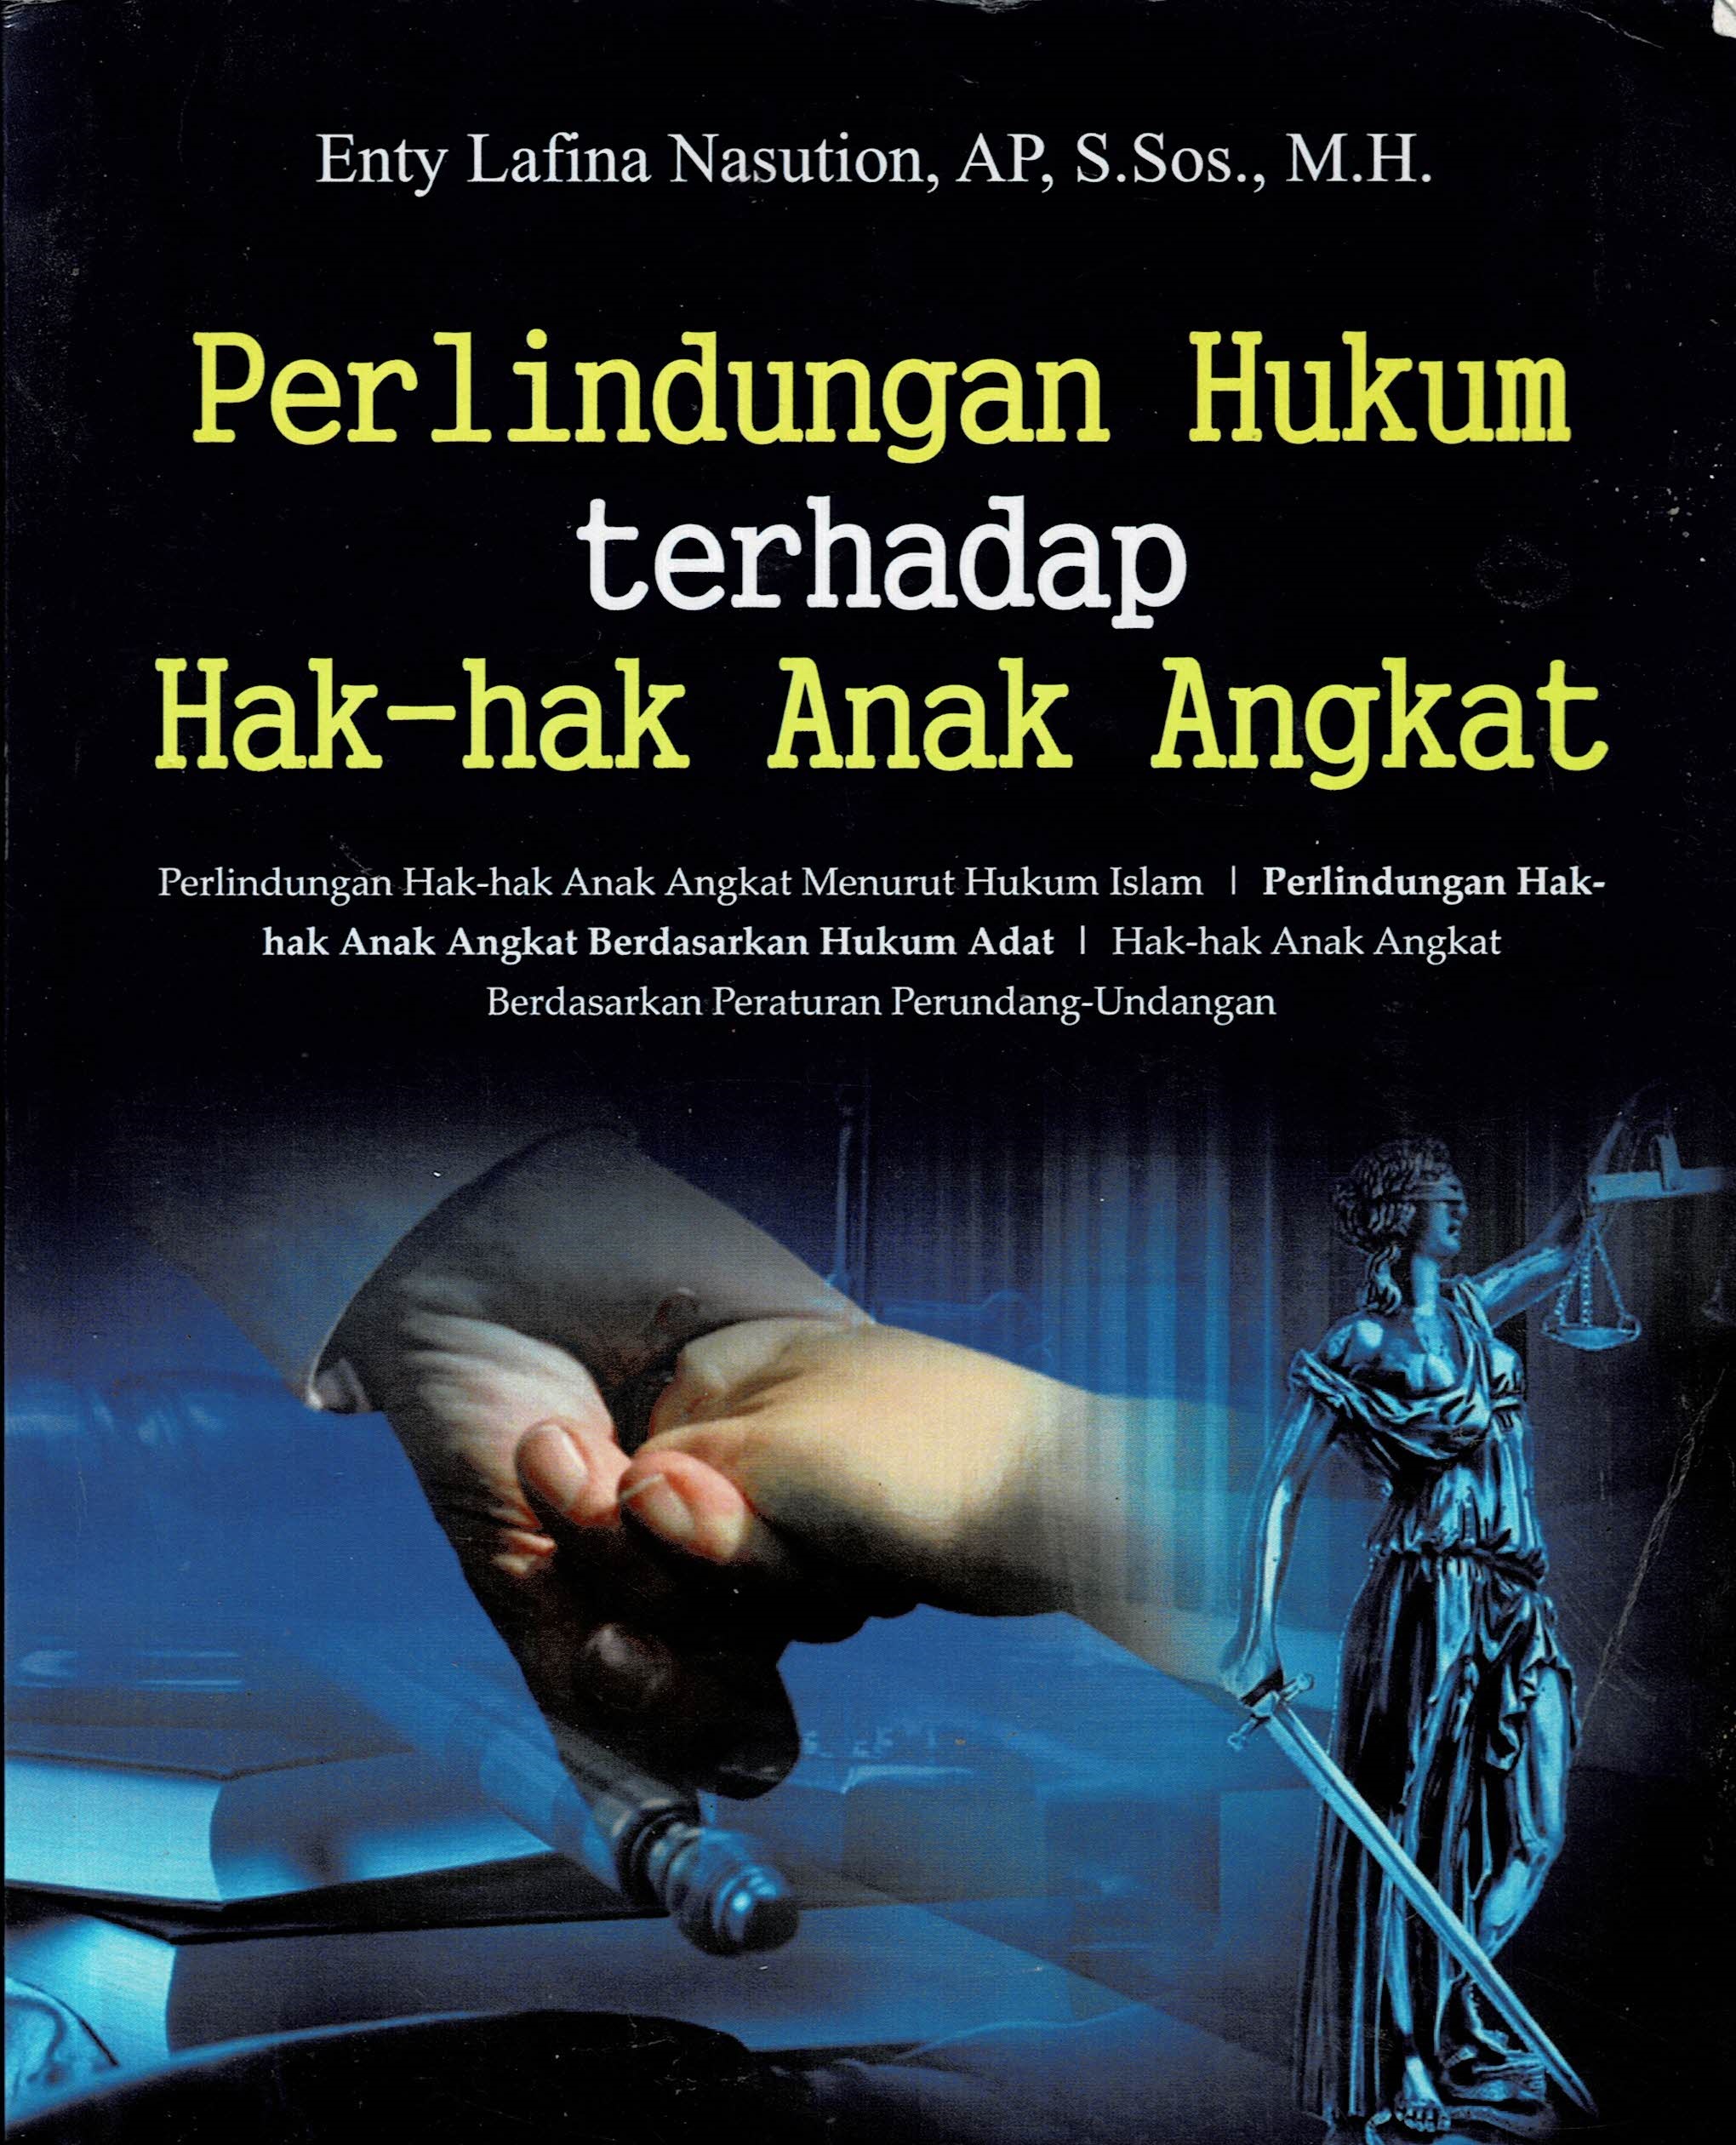 Enty Lafina Nasution, AP, S.Sos., M.H.
Perlindungan Hukum
terhadap
Hak-hak Anak Angkat
Perlindungan Hak-hak Anak Angkat Menurut Hukum Islam | Perlindungan Hak-
hak Anak Angkat Berdasarkan Hukum Adat | Hak-hak Anak Angkat
Berdasarkan Peraturan Perundang-Undangan